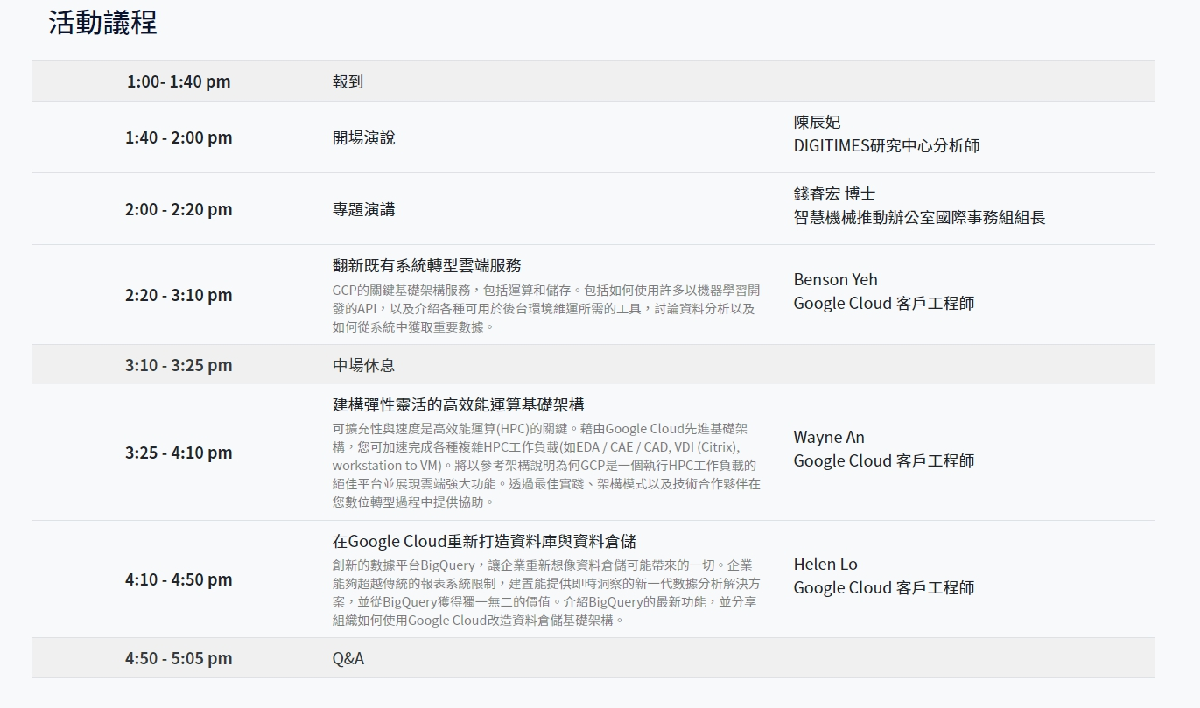 活動議程
1:00- 1:40 pm 報到
1:40 - 2:00 pm 開場演說
陳辰妃
DIGITIMES研究中心分析師
2:00 - 2:20 pm 專題演講
錢睿宏 博士
智慧機械推動辦公室國際事務組組長
2:20 - 3:10 pm
翻新既有系統轉型雲端服務
GCP的關鍵基礎架構服務，包括運算和儲存。包括如何使用許多以機器學習開
發的API，以及介紹各種可用於後台環境維運所需的工具，討論資料分析以及
如何從系統中獲取重要數據。
Benson Yeh
Google Cloud 客戶工程師
3:10 - 3:25 pm 中場休息
3:25 - 4:10 pm
建構彈性靈活的高效能運算基礎架構
可擴充性與速度是高效能運算(HPC)的關鍵。藉由Google Cloud先進基礎架
構，您可加速完成各種複雜HPC工作負載(如EDA / CAE / CAD, VDI (Citrix),
workstation to VM)。將以參考架構說明為何GCP是一個執行HPC工作負載的
絕佳平台並展現雲端強大功能。透過最佳實踐、架構模式以及技術合作夥伴在
您數位轉型過程中提供協助。
Wayne An
Google Cloud 客戶工程師
4:10 - 4:50 pm
在Google Cloud重新打造資料庫與資料倉儲
創新的數據平台BigQuery，讓企業重新想像資料倉儲可能帶來的一切。企業
能夠超越傳統的報表系統限制，建置能提供即時洞察的新一代數據分析解決方
案，並從BigQuery獲得獨一無二的價值。介紹BigQuery的最新功能，並分享
組織如何使用Google Cloud改造資料倉儲基礎架構。
Helen Lo
Google Cloud 客戶工程師
4:50 - 5:05 pm Q&A